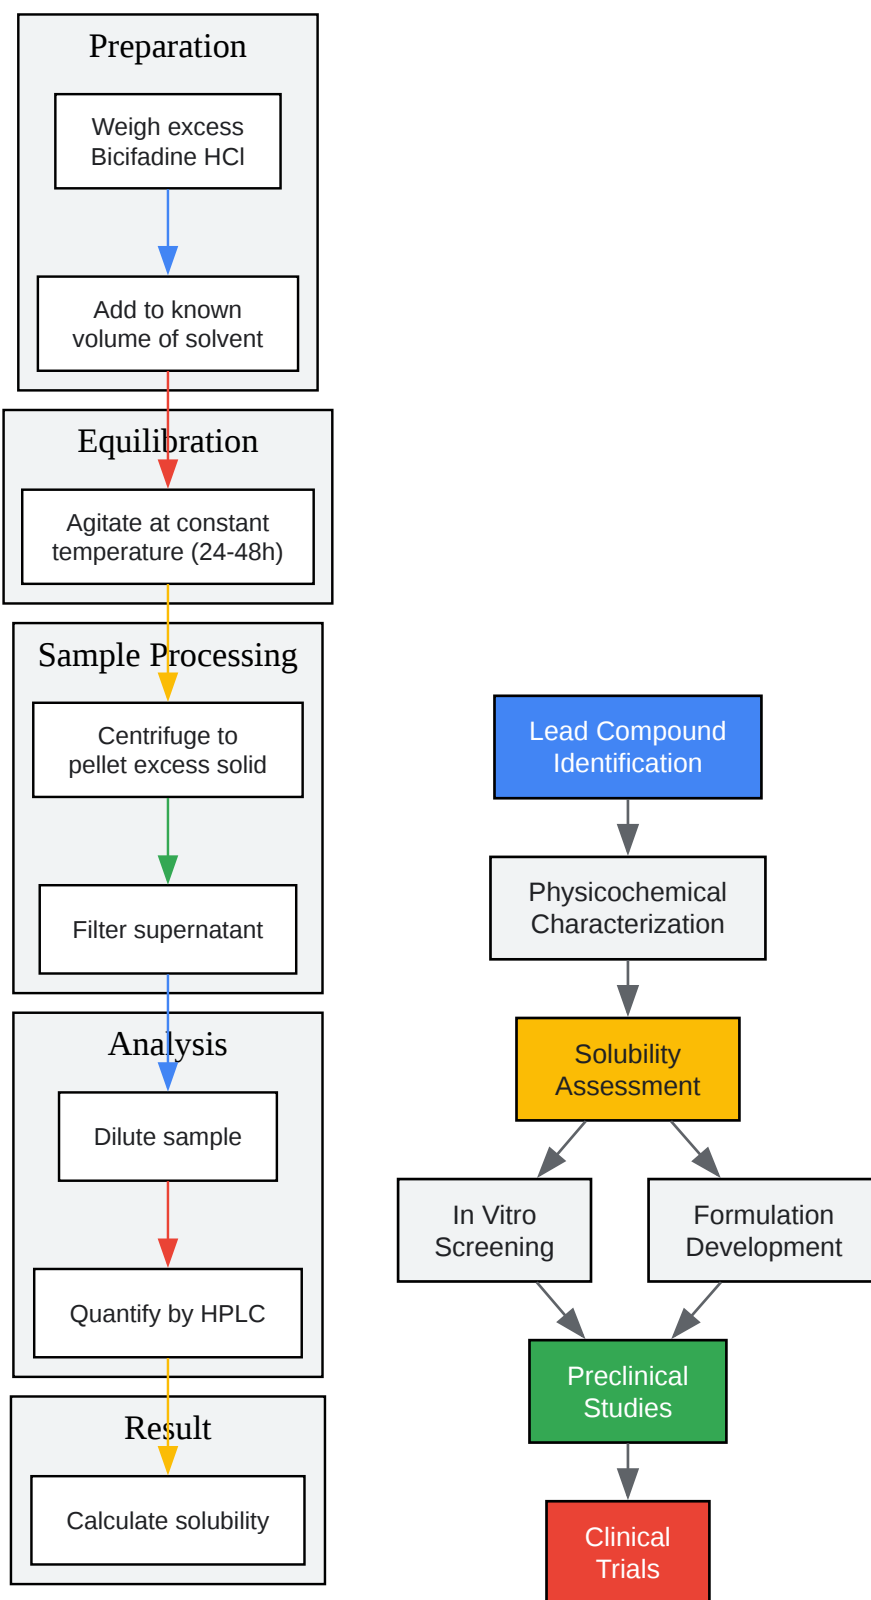 Preparation
Weigh excess
Bicifadine HCl
Add to known
volume of solvent
Equilibration
Agitate at constant
temperature (24-48h)
Sample Processing
Centrifuge to
pellet excess solid
Filter supernatant
Analysis
Dilute sample
Quantify by HPLC
Result
Calculate solubility
Lead Compound
Identification
Physicochemical
Characterization
Solubility
Assessment
In Vitro
Screening
Formulation
Development
Preclinical
Studies
Clinical
Trials